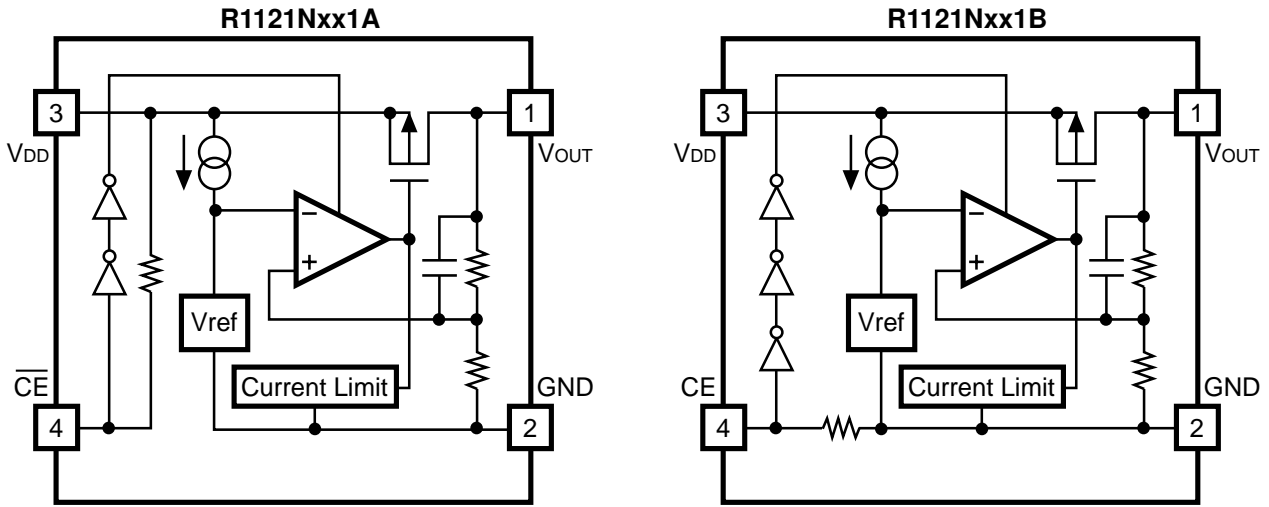 R1121Nxx1A
3
VDD
1
VOUT
−
+
Vref
Current Limit
CE
4
GND
2
R1121Nxx1B
3
VDD
1
VOUT
−
+
Vref
Current Limit
CE
4
GND
2